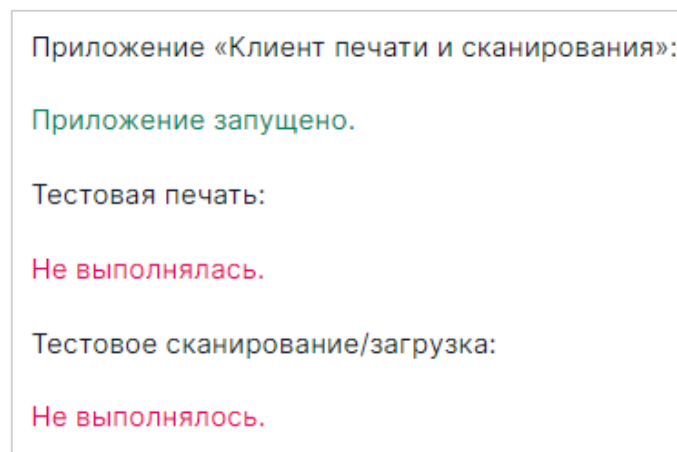 Приложение «Клиент печати и сканирования»:
Приложение запущено.
Тестовая печать:
Не выполнялась.
Тестовое сканирование/загрузка:
Не выполнялось.